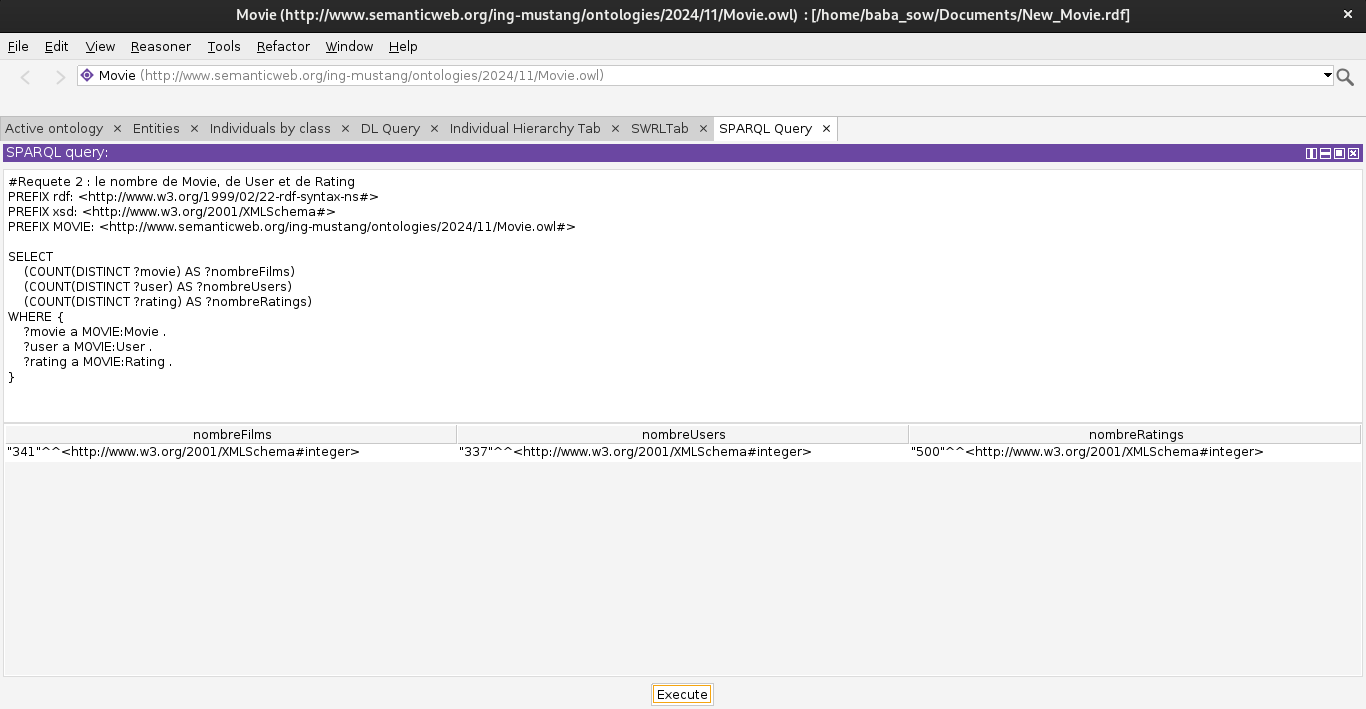 Movie (http://www.semanticweb.org/ing-mustang/ontologies/2024/11/Movie.owl) : [/home/baba_sow/Documents/New_Movie.rdf]
File Edit View Reasoner Tools Refactor Window Help
Movie (http://www.semanticweb.org/ing-mustang/ontologies/2024/11/Movie.owl)
Active ontology × Entities × Individuals by class × DL Query × Individual Hierarchy Tab × SWRLTab × SPARQL Query ×
SPARQL query:
#Requete 2 : le nombre de Movie, de User et de Rating
PREFIX rdf: <http://www.w3.org/1999/02/22-rdf-syntax-ns#>
PREFIX xsd: <http://www.w3.org/2001/XMLSchema#>
PREFIX MOVIE: <http://www.semanticweb.org/ing-mustang/ontologies/2024/11/Movie.owl#>
SELECT
(COUNT(DISTINCT ?movie) AS ?nombreFilms)
(COUNT(DISTINCT ?user) AS ?nombreUsers)
(COUNT(DISTINCT ?rating) AS ?nombreRatings)
WHERE {
?movie a MOVIE:Movie .
?user a MOVIE:User .
?rating a MOVIE:Rating .
}
nombreFilms nombreUsers nombreRatings
"341"^^<http://www.w3.org/2001/XMLSchema#integer> "337"^^<http://www.w3.org/2001/XMLSchema#integer> "500"^^<http://www.w3.org/2001/XMLSchema#integer>
Execute